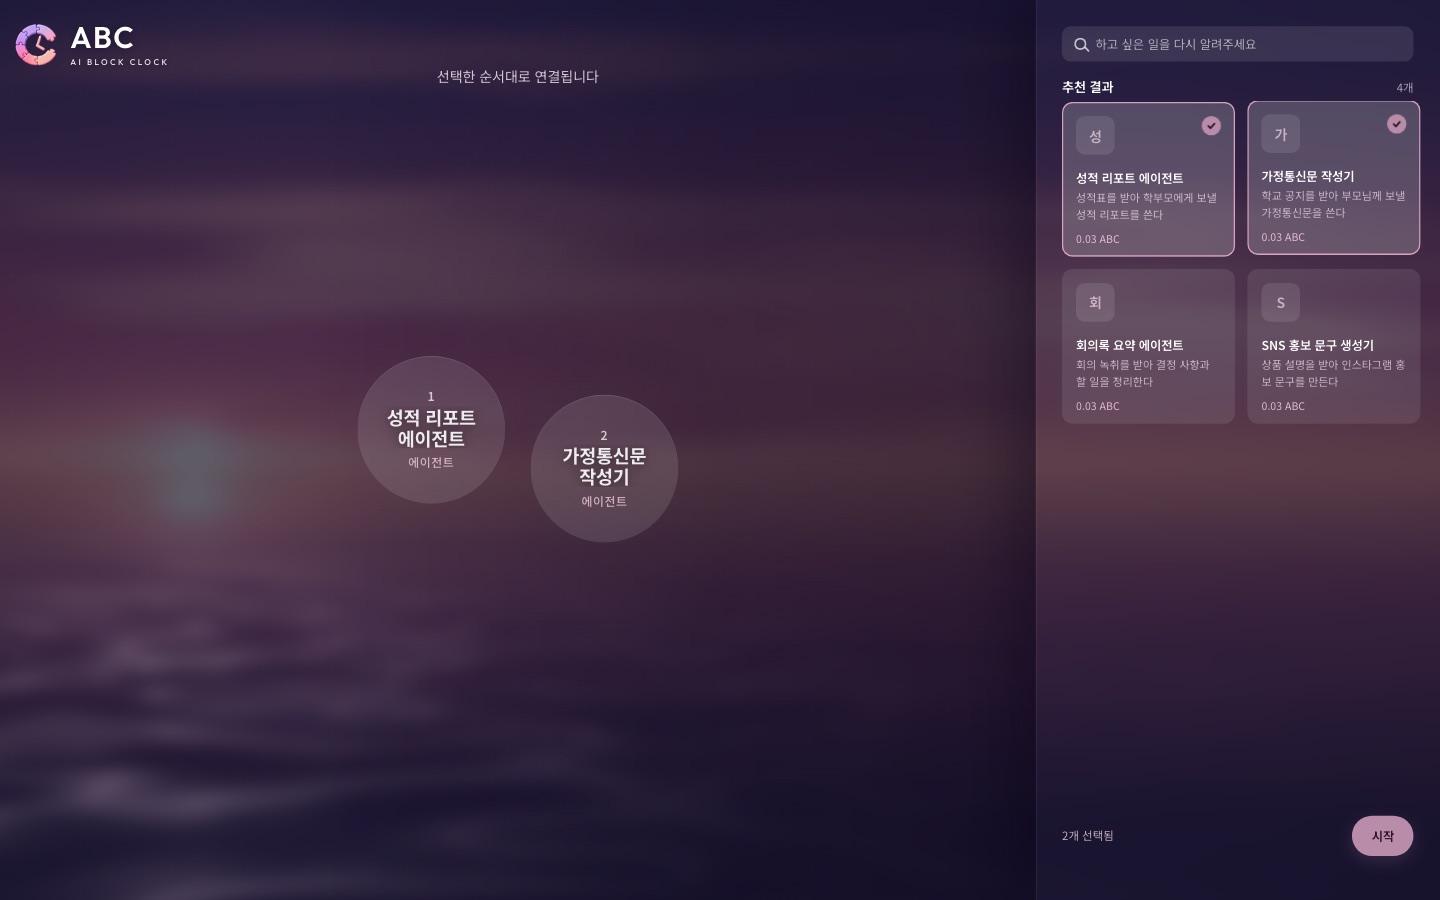 ABC
AI BLOCK CLOCK
선택한 순서대로 연결됩니다
1
성적 리포트
에이전트
에이전트
2
가정통신문
작성기
에이전트
하고 싶은 일을 다시 알려주세요
추천 결과
4개
성
성적 리포트 에이전트
성적표를 받아 학부모에게 보낼
성적 리포트를 쓴다
0.03 ABC
가
가정통신문 작성기
학교 공지를 받아 부모님께 보낼
가정통신문을 쓴다
0.03 ABC
회
회의록 요약 에이전트
회의 녹취를 받아 결정 사항과
할 일을 정리한다
0.03 ABC
S
SNS 홍보 문구 생성기
상품 설명을 받아 인스타그램 홍
보 문구를 만든다
0.03 ABC
2개 선택됨
시작